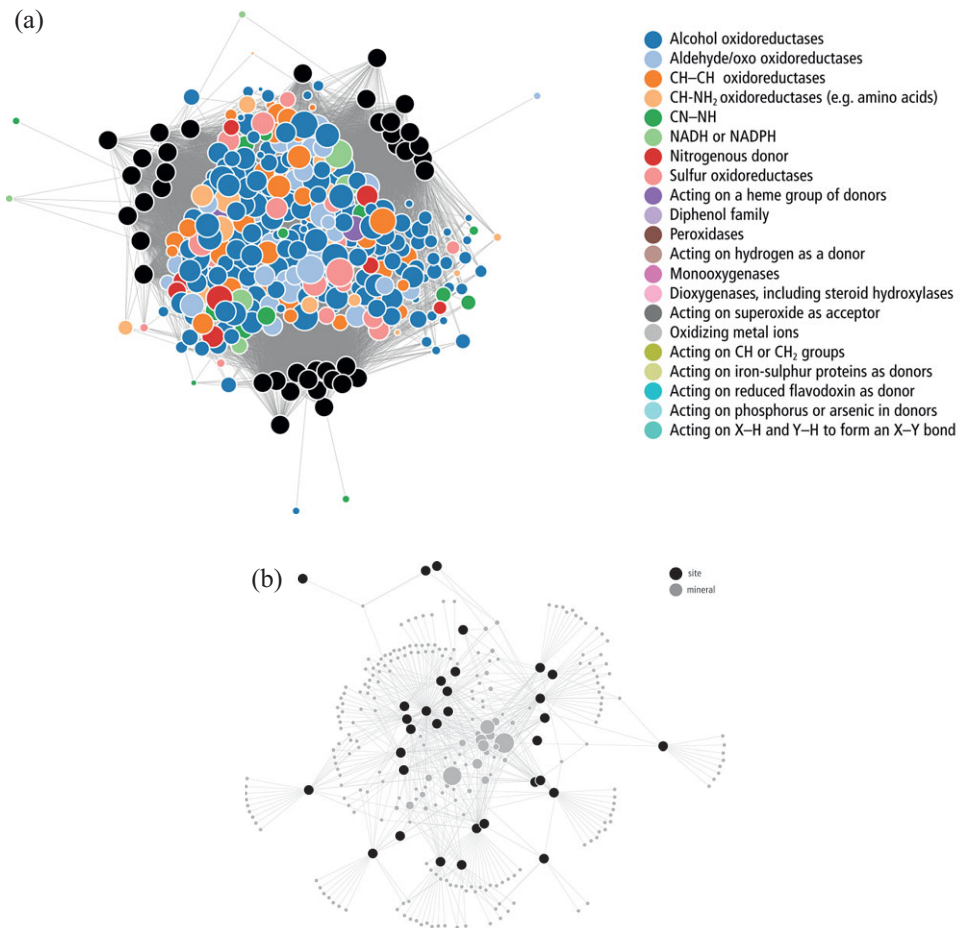 (a)
Alcohol oxidoreductases
Aldehyde/oxo oxidoreductases
CH–CH oxidoreductases
CH-NH₂ oxidoreductases (e.g. amino acids)
CN–NH
NADH or NADPH
Nitrogenous donor
Sulfur oxidoreductases
Acting on a heme group of donors
Diphenol family
Peroxidases
Acting on hydrogen as a donor
Monooxygenases
Dioxygenases, including steroid hydroxylases
Acting on superoxide as acceptor
Oxidizing metal ions
Acting on CH or CH₂ groups
Acting on iron-sulphur proteins as donors
Acting on reduced flavodoxin as donor
Acting on phosphorus or arsenic in donors
Acting on X–H and Y–H to form an X–Y bond
(b)
site
mineral